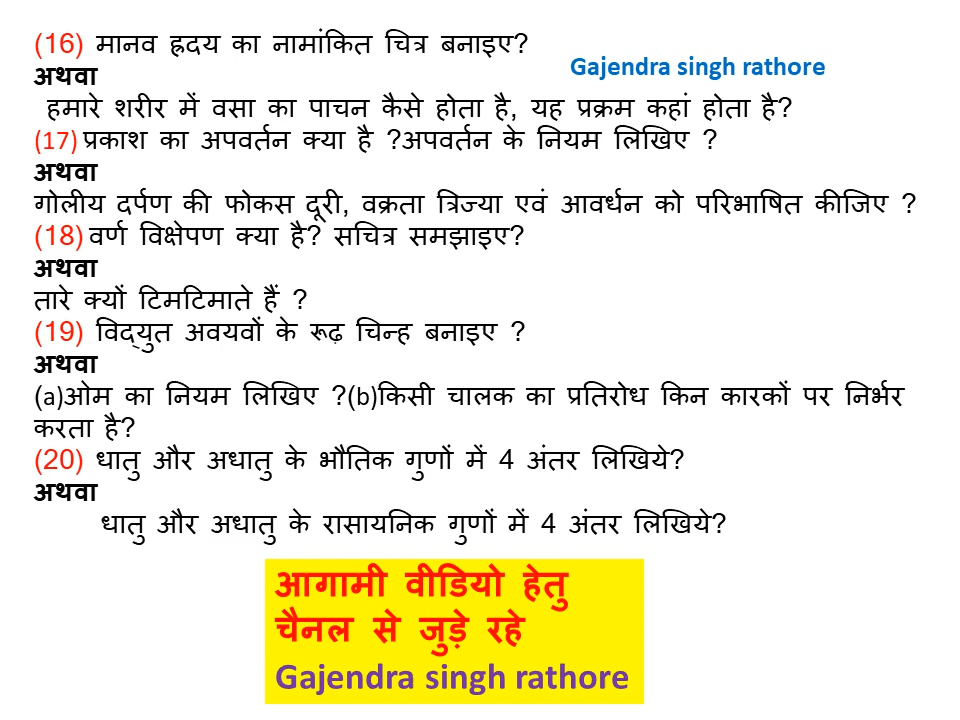 (16) मानव ह्रदय का नामांकित चित्र बनाइए?
Gajendra singh rathore
अथवा
हमारे शरीर में वसा का पाचन कैसे होता है, यह प्रक्रम कहां होता है?
(17) प्रकाश का अपवर्तन क्या है ?अपवर्तन के नियम लिखिए ?
अथवा
गोलीय दर्पण की फोकस दूरी, वक्रता त्रिज्या एवं आवर्धन को परिभाषित कीजिए ?
(18) वर्ण विक्षेपण क्या है? सचित्र समझाइए?
अथवा
तारे क्यों टिमटिमाते हैं ?
(19) विद्युत अवयवों के रूढ़ चिन्ह बनाइए ?
अथवा
(a)ओम का नियम लिखिए ?(b)किसी चालक का प्रतिरोध किन कारकों पर निर्भर
करता है?
(20) धातु और अधातु के भौतिक गुणों में 4 अंतर लिखिये?
अथवा
धातु और अधातु के रासायनिक गुणों में 4 अंतर लिखिये?
आगामी वीडियो हेतु
चैनल से जुड़े रहे
Gajendra singh rathore